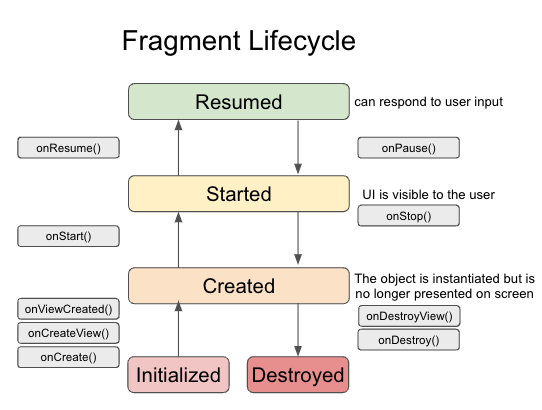 Fragment Lifecycle
Resumed
can respond to user input
onResume()
onPause()
Started
UI is visible to the user
onStop()
onStart()
Created
The object is instantiated but is
no longer presented on screen
onViewCreated()
onDestroyView()
onCreateView()
onDestroy()
onCreate()
Initialized
Destroyed